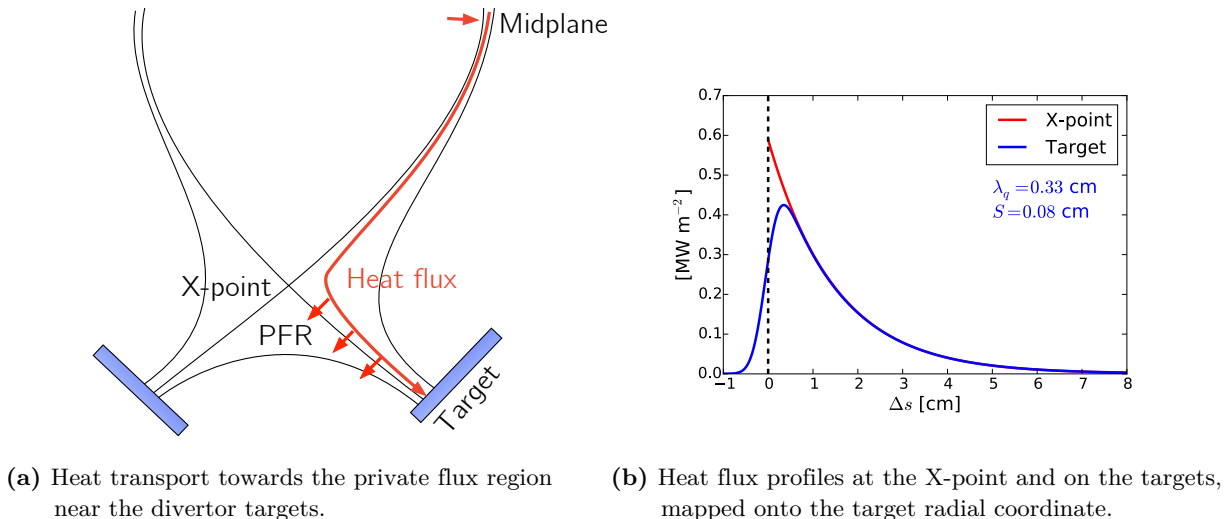 Midplane
X-point
Heat flux
PFR
Target
(a) Heat transport towards the private flux region
near the divertor targets.
0.7
0.6
0.5
0.4
0.3
0.2
0.1
0.0
[MW m⁻²]
X-point
Target
λq =0.33 cm
S=0.08 cm
−1 0 1 2 3 4 5 6 7 8
Δs [cm]
(b) Heat flux profiles at the X-point and on the targets,
mapped onto the target radial coordinate.